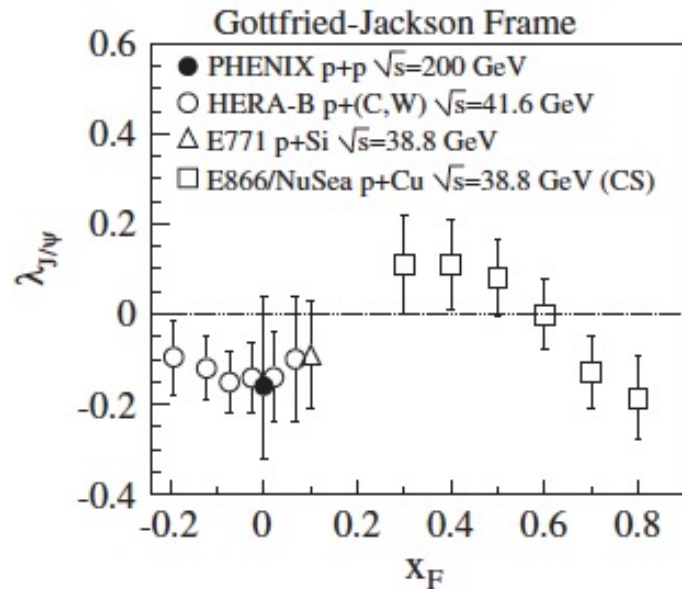 Gottfried-Jackson Frame
● PHENIX p+p √s=200 GeV
○ HERA-B p+(C,W) √s=41.6 GeV
△ E771 p+Si √s=38.8 GeV
□ E866/NuSea p+Cu √s=38.8 GeV (CS)
λ_J/ψ
0.6
0.4
0.2
0
-0.2
-0.4
-0.2 0 0.2 0.4 0.6 0.8
x_F